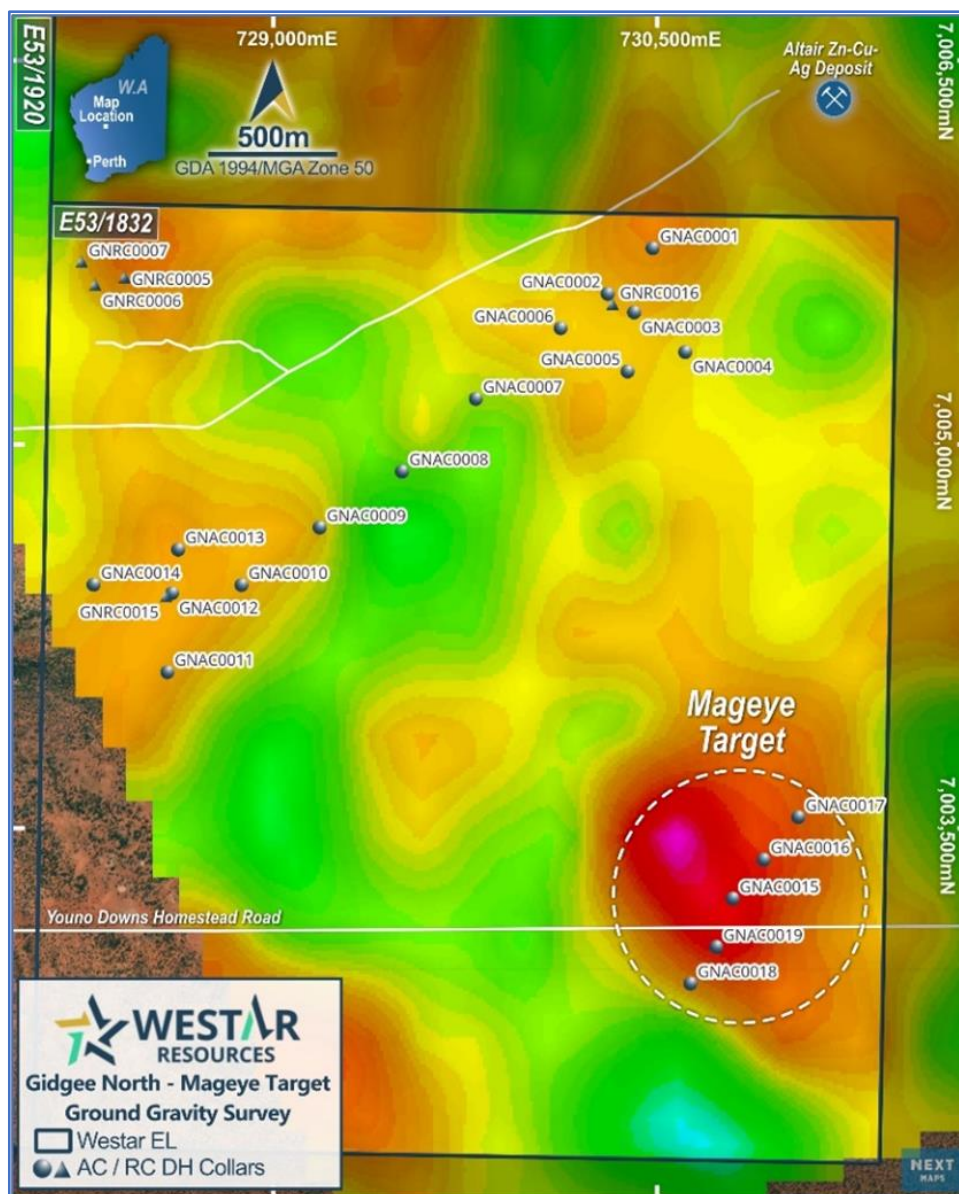 E53/1920
W.A
Map
Location
Perth
729,000mE
730,500mE
Altair Zn-Cu-
Ag Deposit
7,006,500mN
500m
GDA 1994/MGA Zone 50
E53/1832
GNRC0007
GNRC0005
GNRC0006
GNAC0001
GNAC0002
GNRC0016
GNAC0006
GNAC0003
GNAC0005
GNAC0004
GNAC0007
7,005,000mN
GNAC0008
GNAC0009
GNAC0013
GNAC0014
GNAC0010
GNRC0015
GNAC0012
GNAC0011
Mageye
Target
GNAC0017
7,003,500mN
GNAC0016
GNAC0015
Youno Downs Homestead Road
GNAC0019
GNAC0018
WESTAR
RESOURCES
Gidgee North - Mageye Target
Ground Gravity Survey
Westar EL
AC / RC DH Collars
NEXT
MAPS